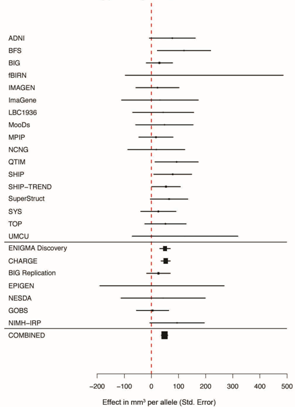 ADNI
BFS
BIG
fBIRN
IMAGEN
ImaGene
LBC1936
MooDs
MPIP
NCNG
QTIM
SHIP
SHIP-TREND
SuperStruct
SYS
TOP
UMCU
ENIGMA Discovery
CHARGE
BIG Replication
EPIGEN
NESDA
GOBS
NIMH-IRP
COMBINED
-200 -100 0 100 200 300 400 500
Effect in mm³ per allele (Std. Error)